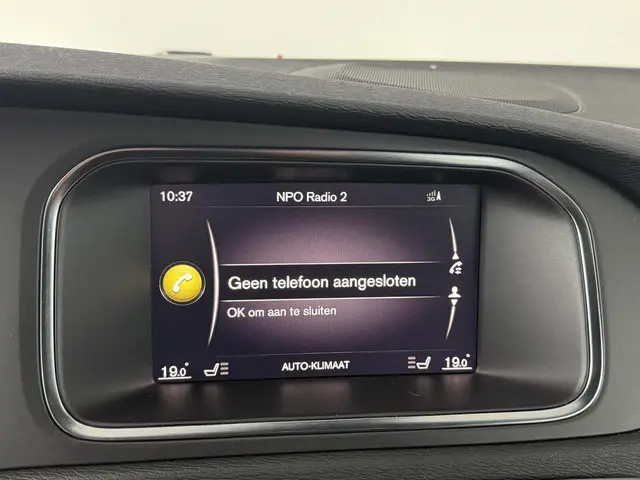 10:37 NPO Radio 2 3G
Geen telefoon aangesloten
OK om aan te sluiten
19.0° AUTO-KLIMAAT 19.0°